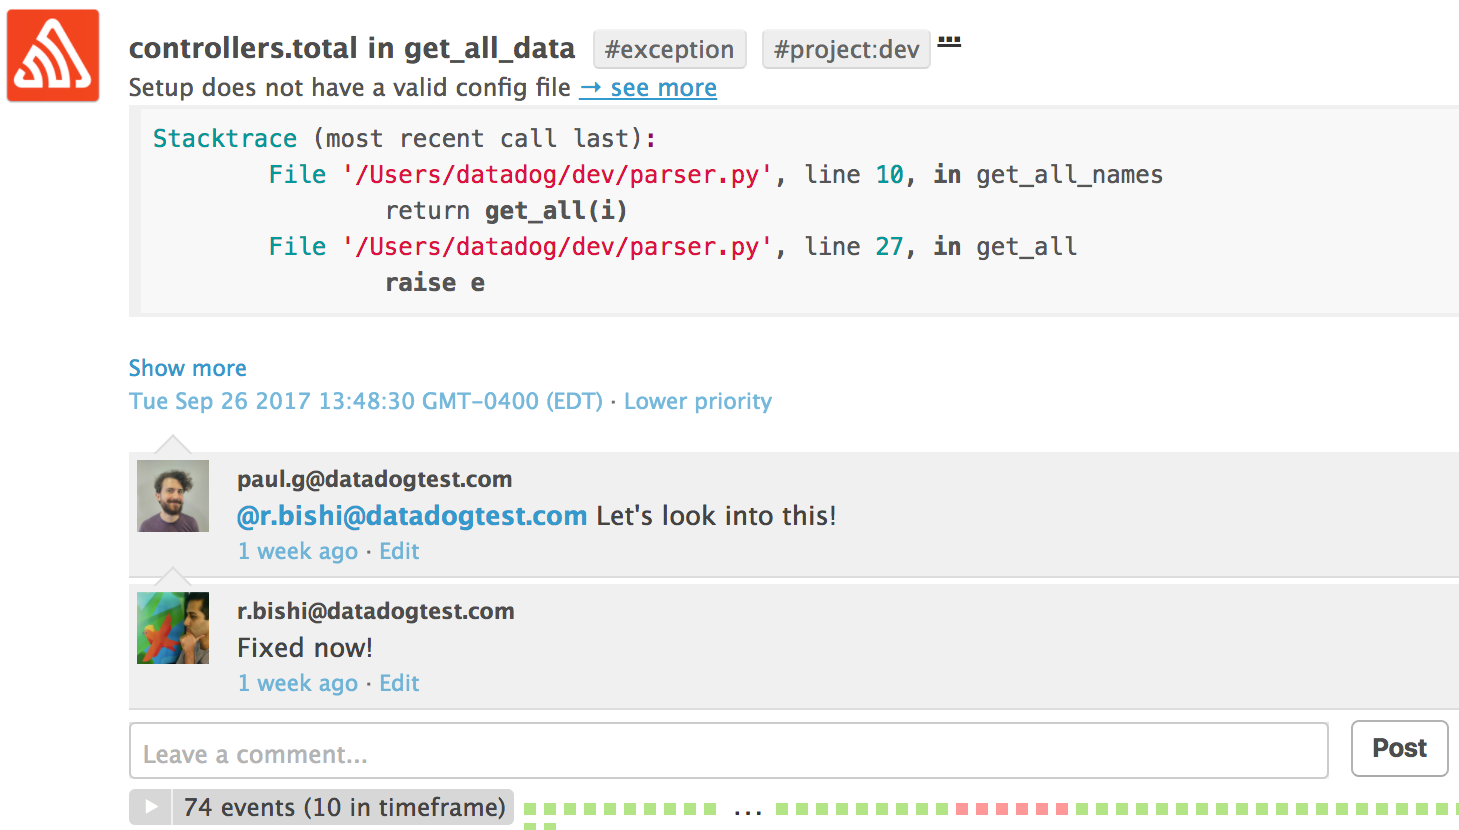 controllers.total in get_all_data #exception #project:dev ...
Setup does not have a valid config file → see more
Stacktrace (most recent call last):
File '/Users/datadog/dev/parser.py', line 10, in get_all_names
return get_all(i)
File '/Users/datadog/dev/parser.py', line 27, in get_all
raise e
Show more
Tue Sep 26 2017 13:48:30 GMT-0400 (EDT) · Lower priority
paul.g@datadogtest.com
@r.bishi@datadogtest.com Let's look into this!
1 week ago · Edit
r.bishi@datadogtest.com
Fixed now!
1 week ago · Edit
Leave a comment... Post
74 events (10 in timeframe) ...